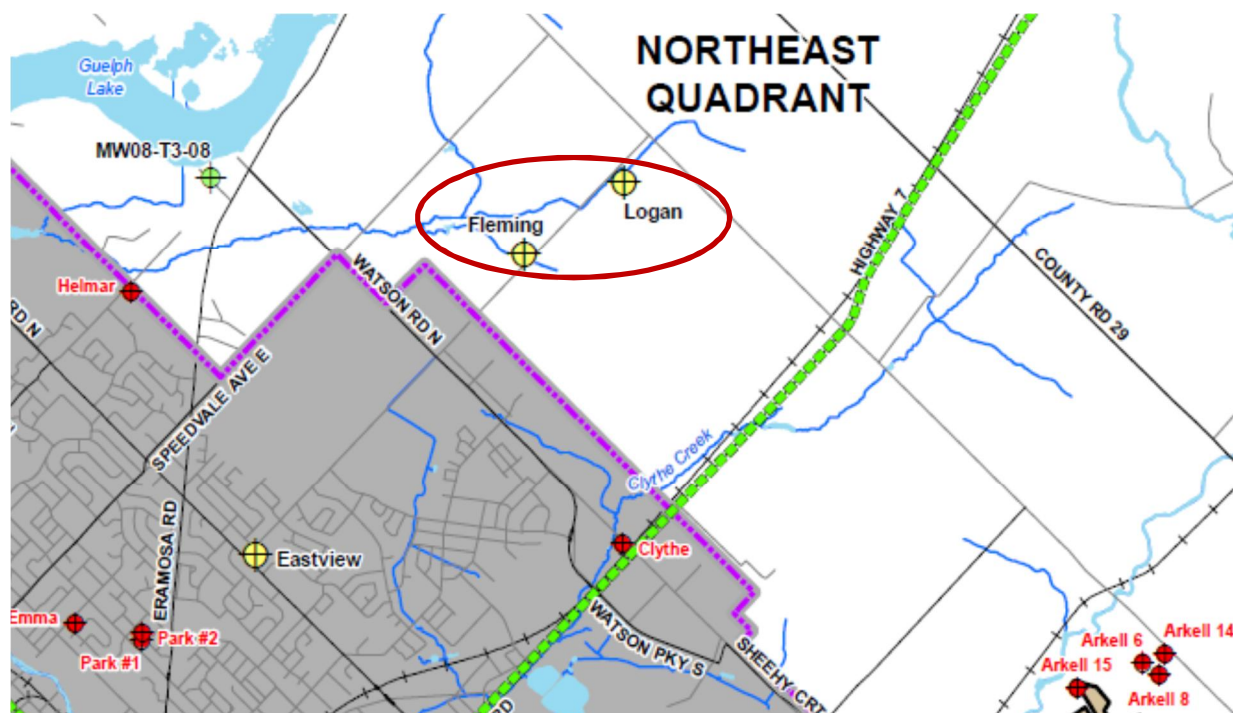 NORTHEAST
QUADRANT
Guelph
Lake
MW08-T3-08
Logan
Fleming
HIGHWAY 7
COUNTY RD 29
Helmar
WATSON RD N
RD N
SPEEDVALE AVE E
Clythe Creek
ERAMOSA RD
Eastview
Clythe
Emma
Park #2
Park #1
WATSON PKY S
SHEEHY CRT
RD
Arkell 14
Arkell 6
Arkell 15
Arkell 8